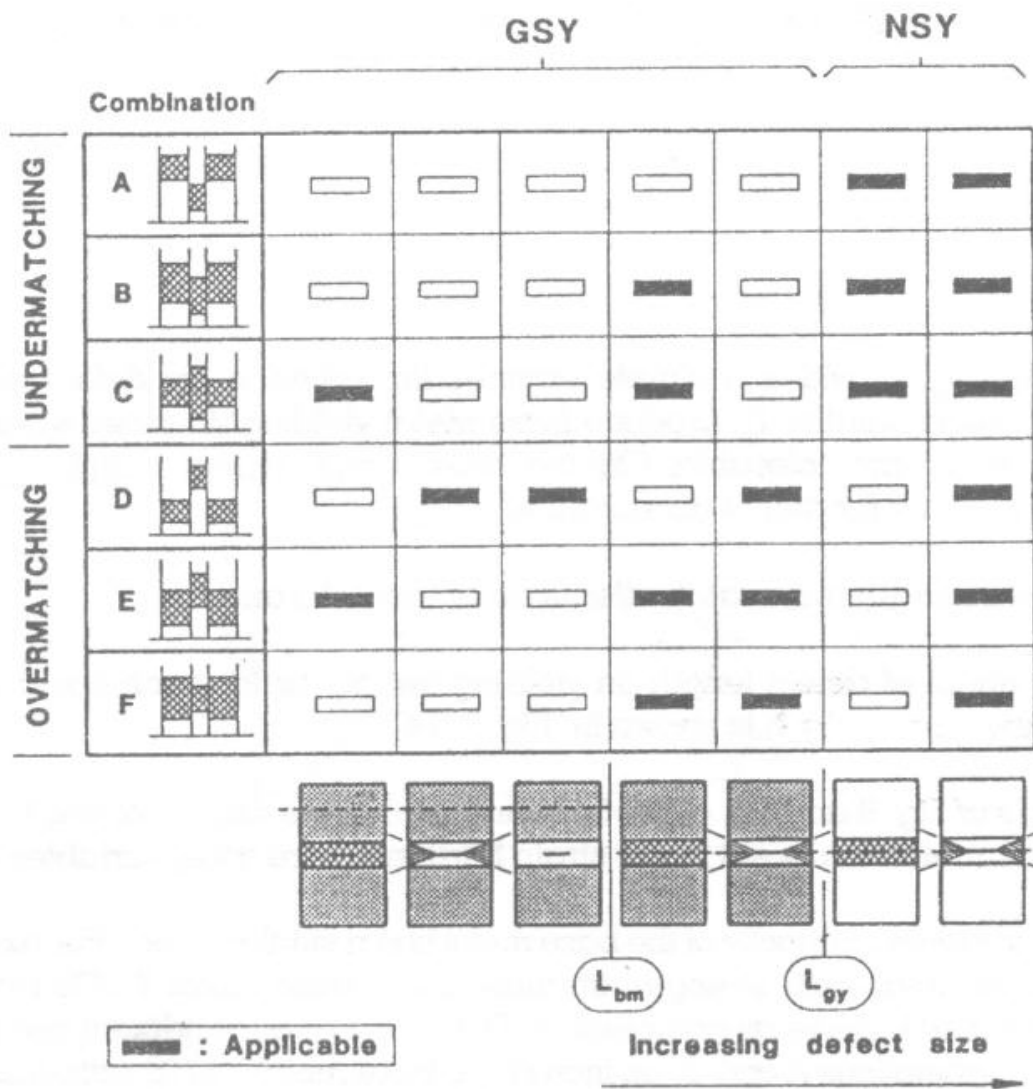 GSY NSY
Combination
UNDERMATCHING
A
B
C
OVERMATCHING
D
E
F
L_bm L_gy
: Applicable Increasing defect size